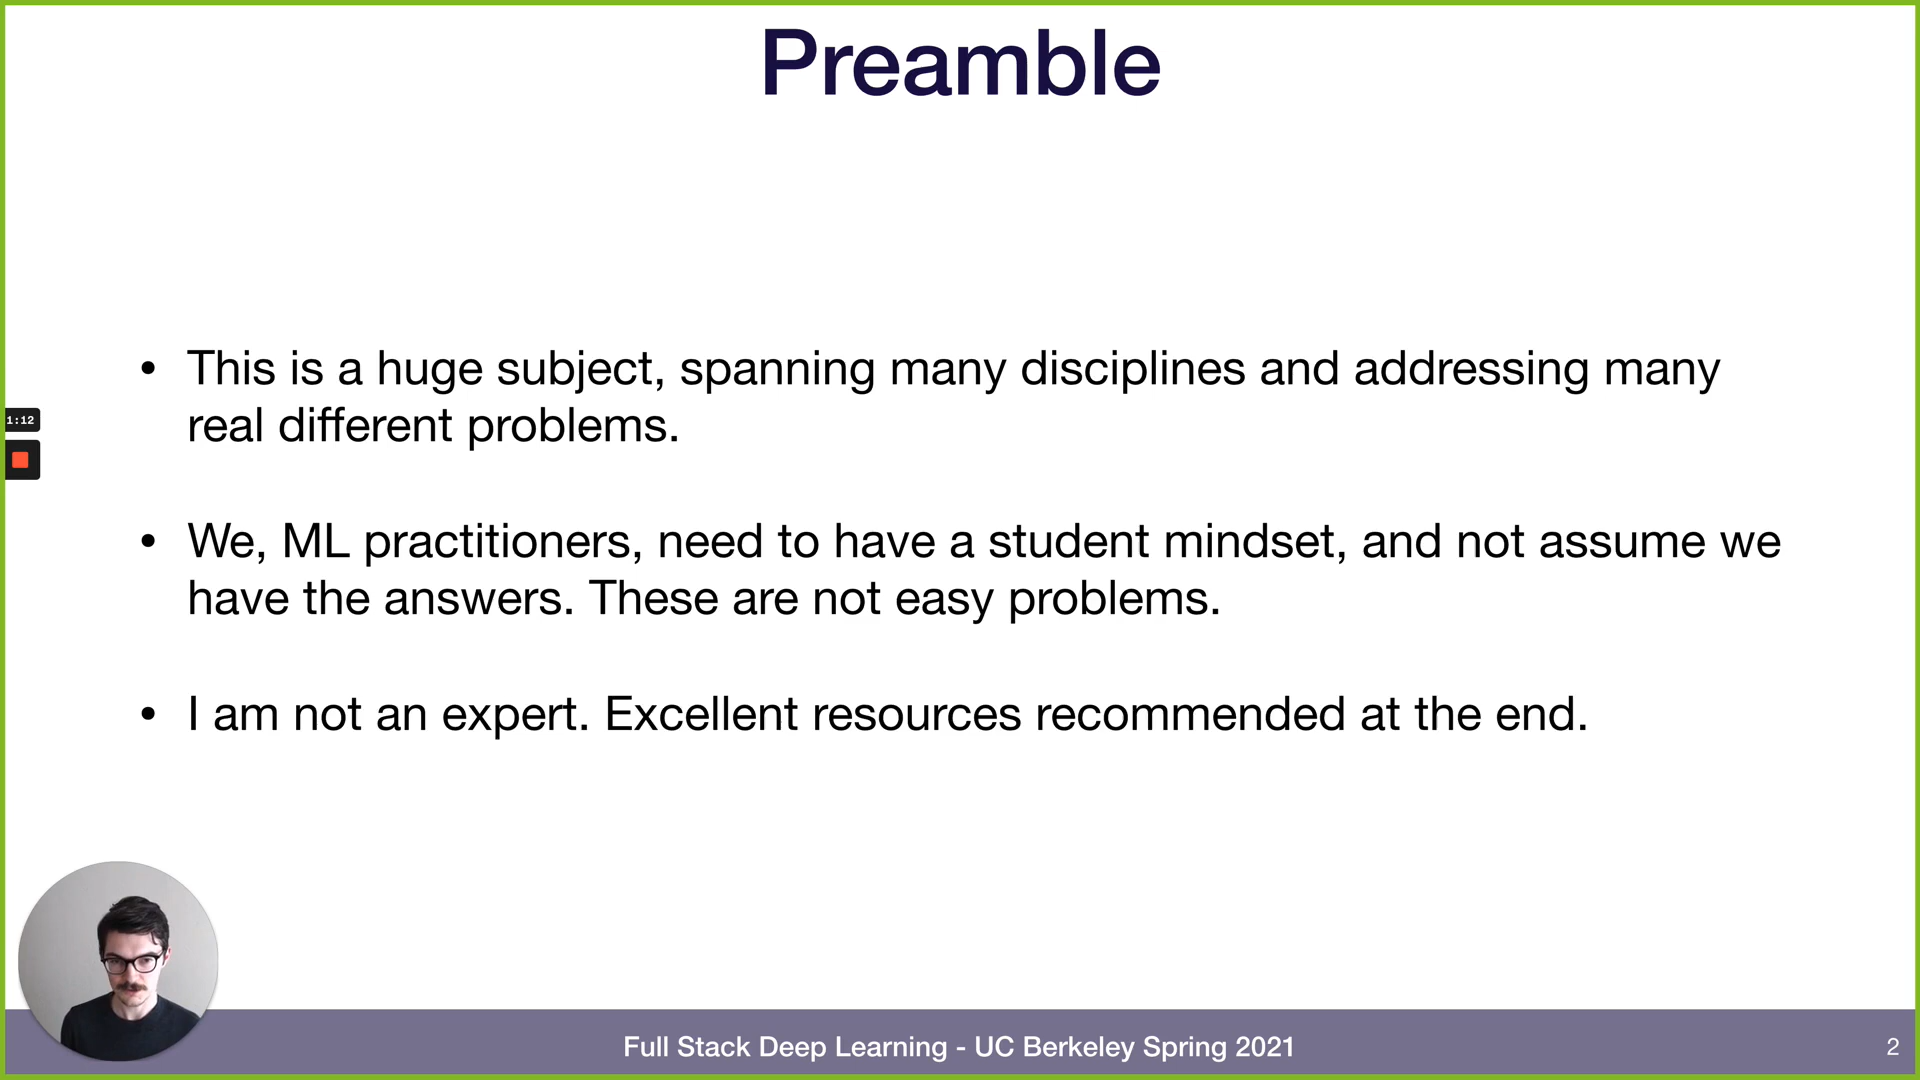 Preamble
• This is a huge subject, spanning many disciplines and addressing many
real different problems.
1:12
• We, ML practitioners, need to have a student mindset, and not assume we
have the answers. These are not easy problems.
• I am not an expert. Excellent resources recommended at the end.
Full Stack Deep Learning - UC Berkeley Spring 2021
2